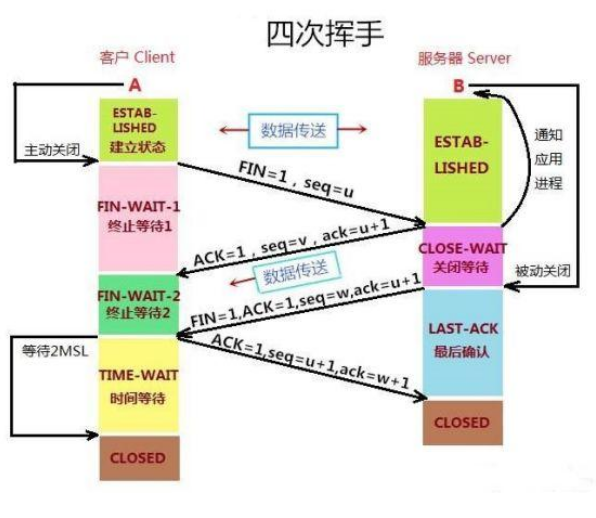 四次挥手
客户 Client
服务器 Server
A
B
ESTAB-
LISHED
建立状态
数据传送
ESTAB-
LISHED
通知
应用
进程
主动关闭
FIN=1，seq=u
FIN-WAIT-1
终止等待1
ACK=1，seq=v，ack=u+1
CLOSE-WAIT
关闭等待
数据传送
被动关闭
FIN-WAIT-2
终止等待2
FIN=1,ACK=1,seq=w,ack=u+1
LAST-ACK
最后确认
等待2MSL
ACK=1,seq=u+1,ack=w+1
TIME-WAIT
时间等待
CLOSED
CLOSED